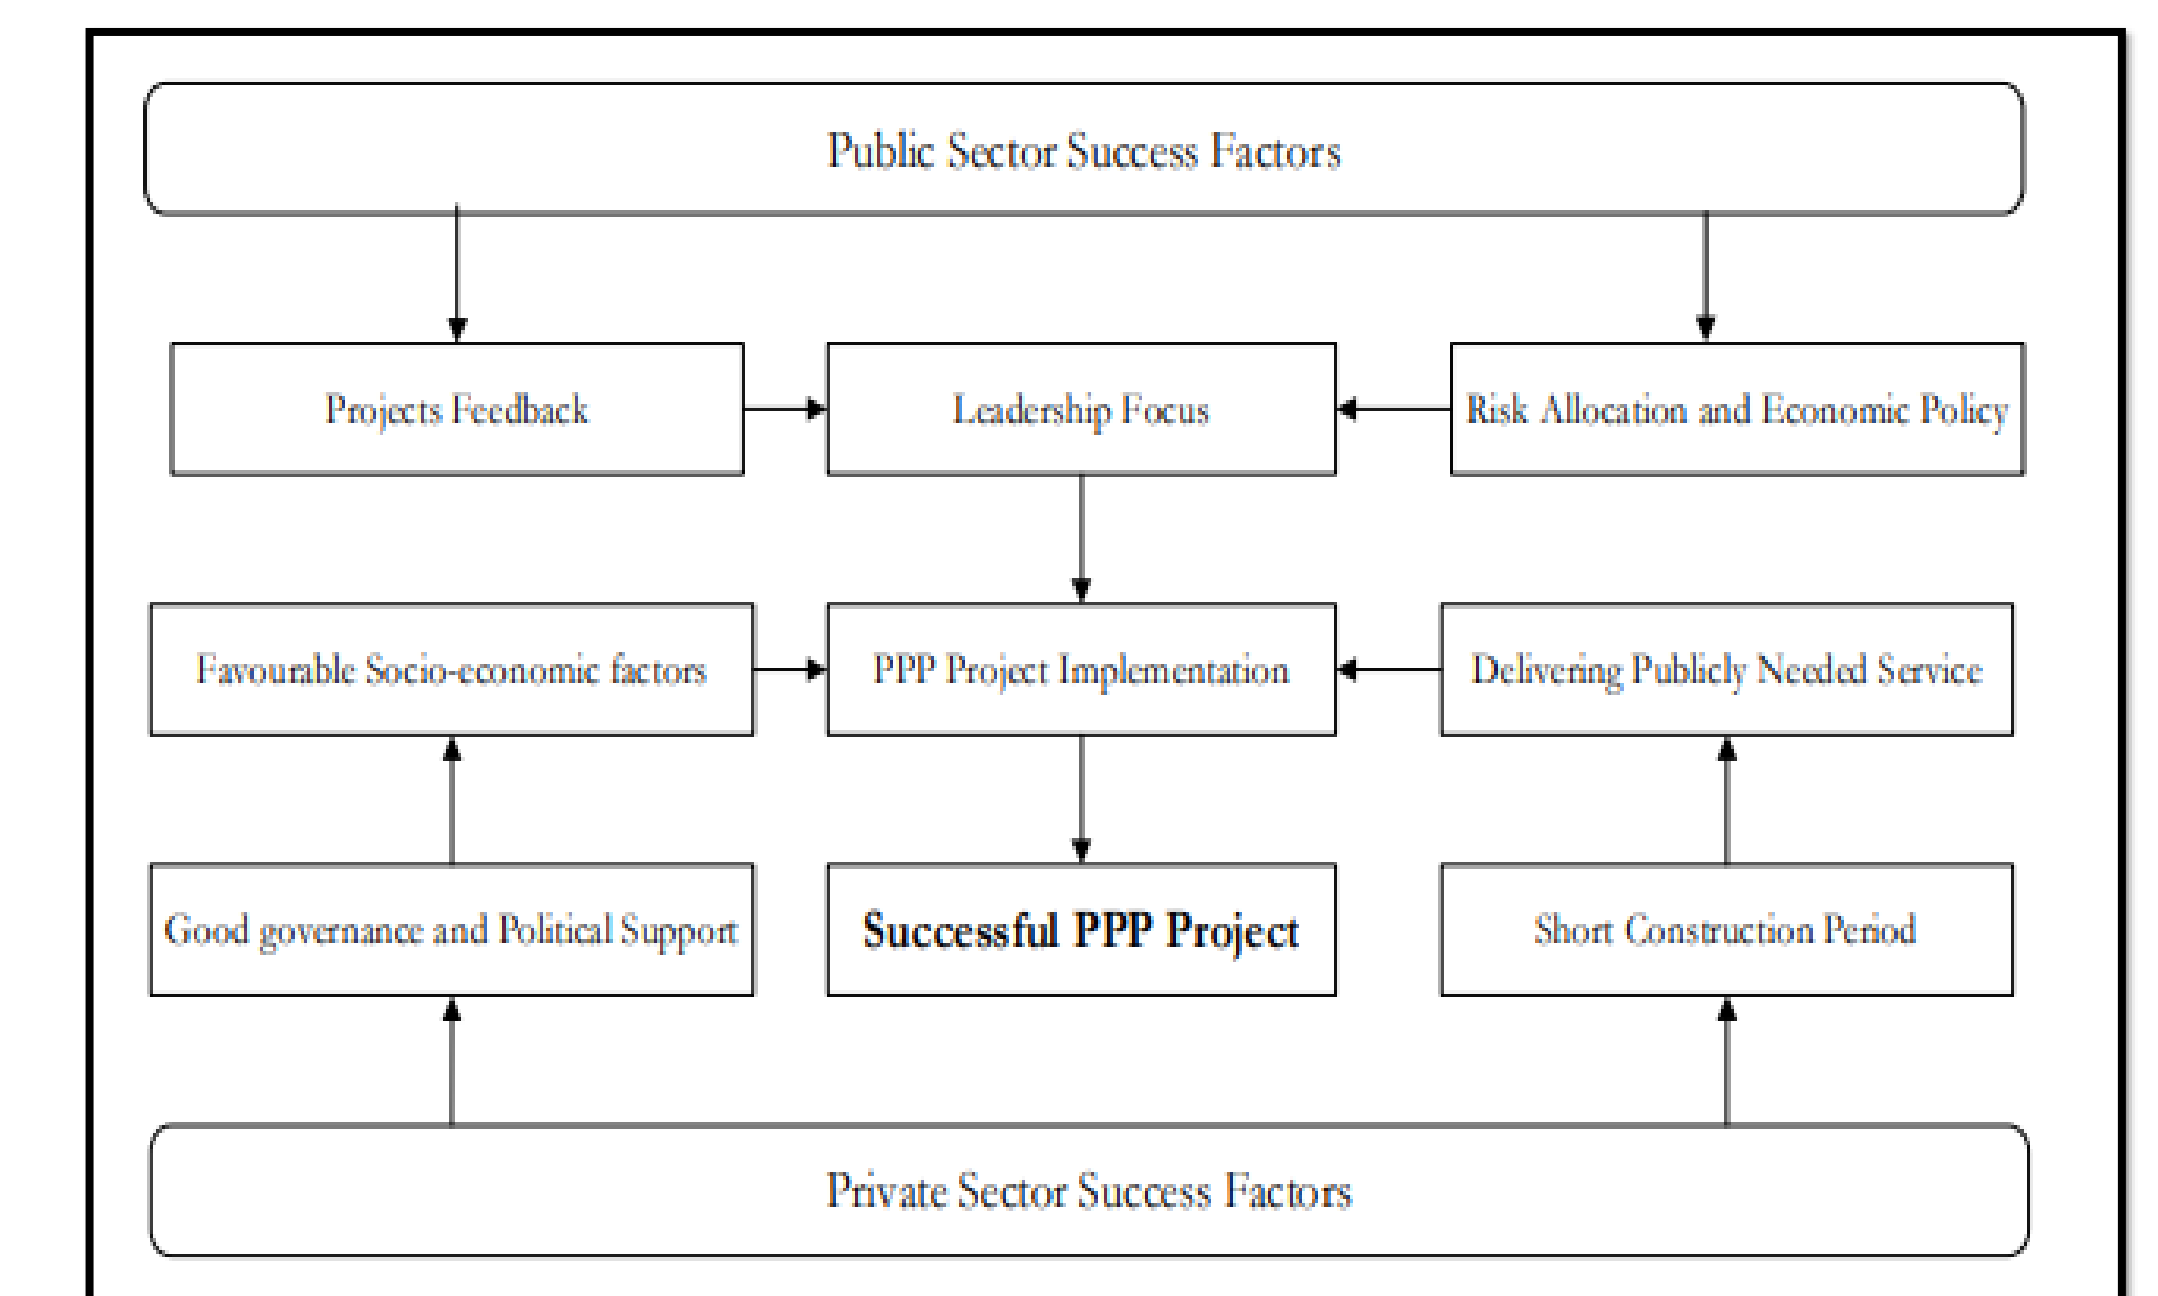 Public Sector Success Factors
Projects Feedback
Leadership Focus
Risk Allocation and Economic Policy
Favourable Socio-economic factors
PPP Project Implementation
Delivering Publicly Needed Service
Good governance and Political Support
Successful PPP Project
Short Construction Period
Private Sector Success Factors